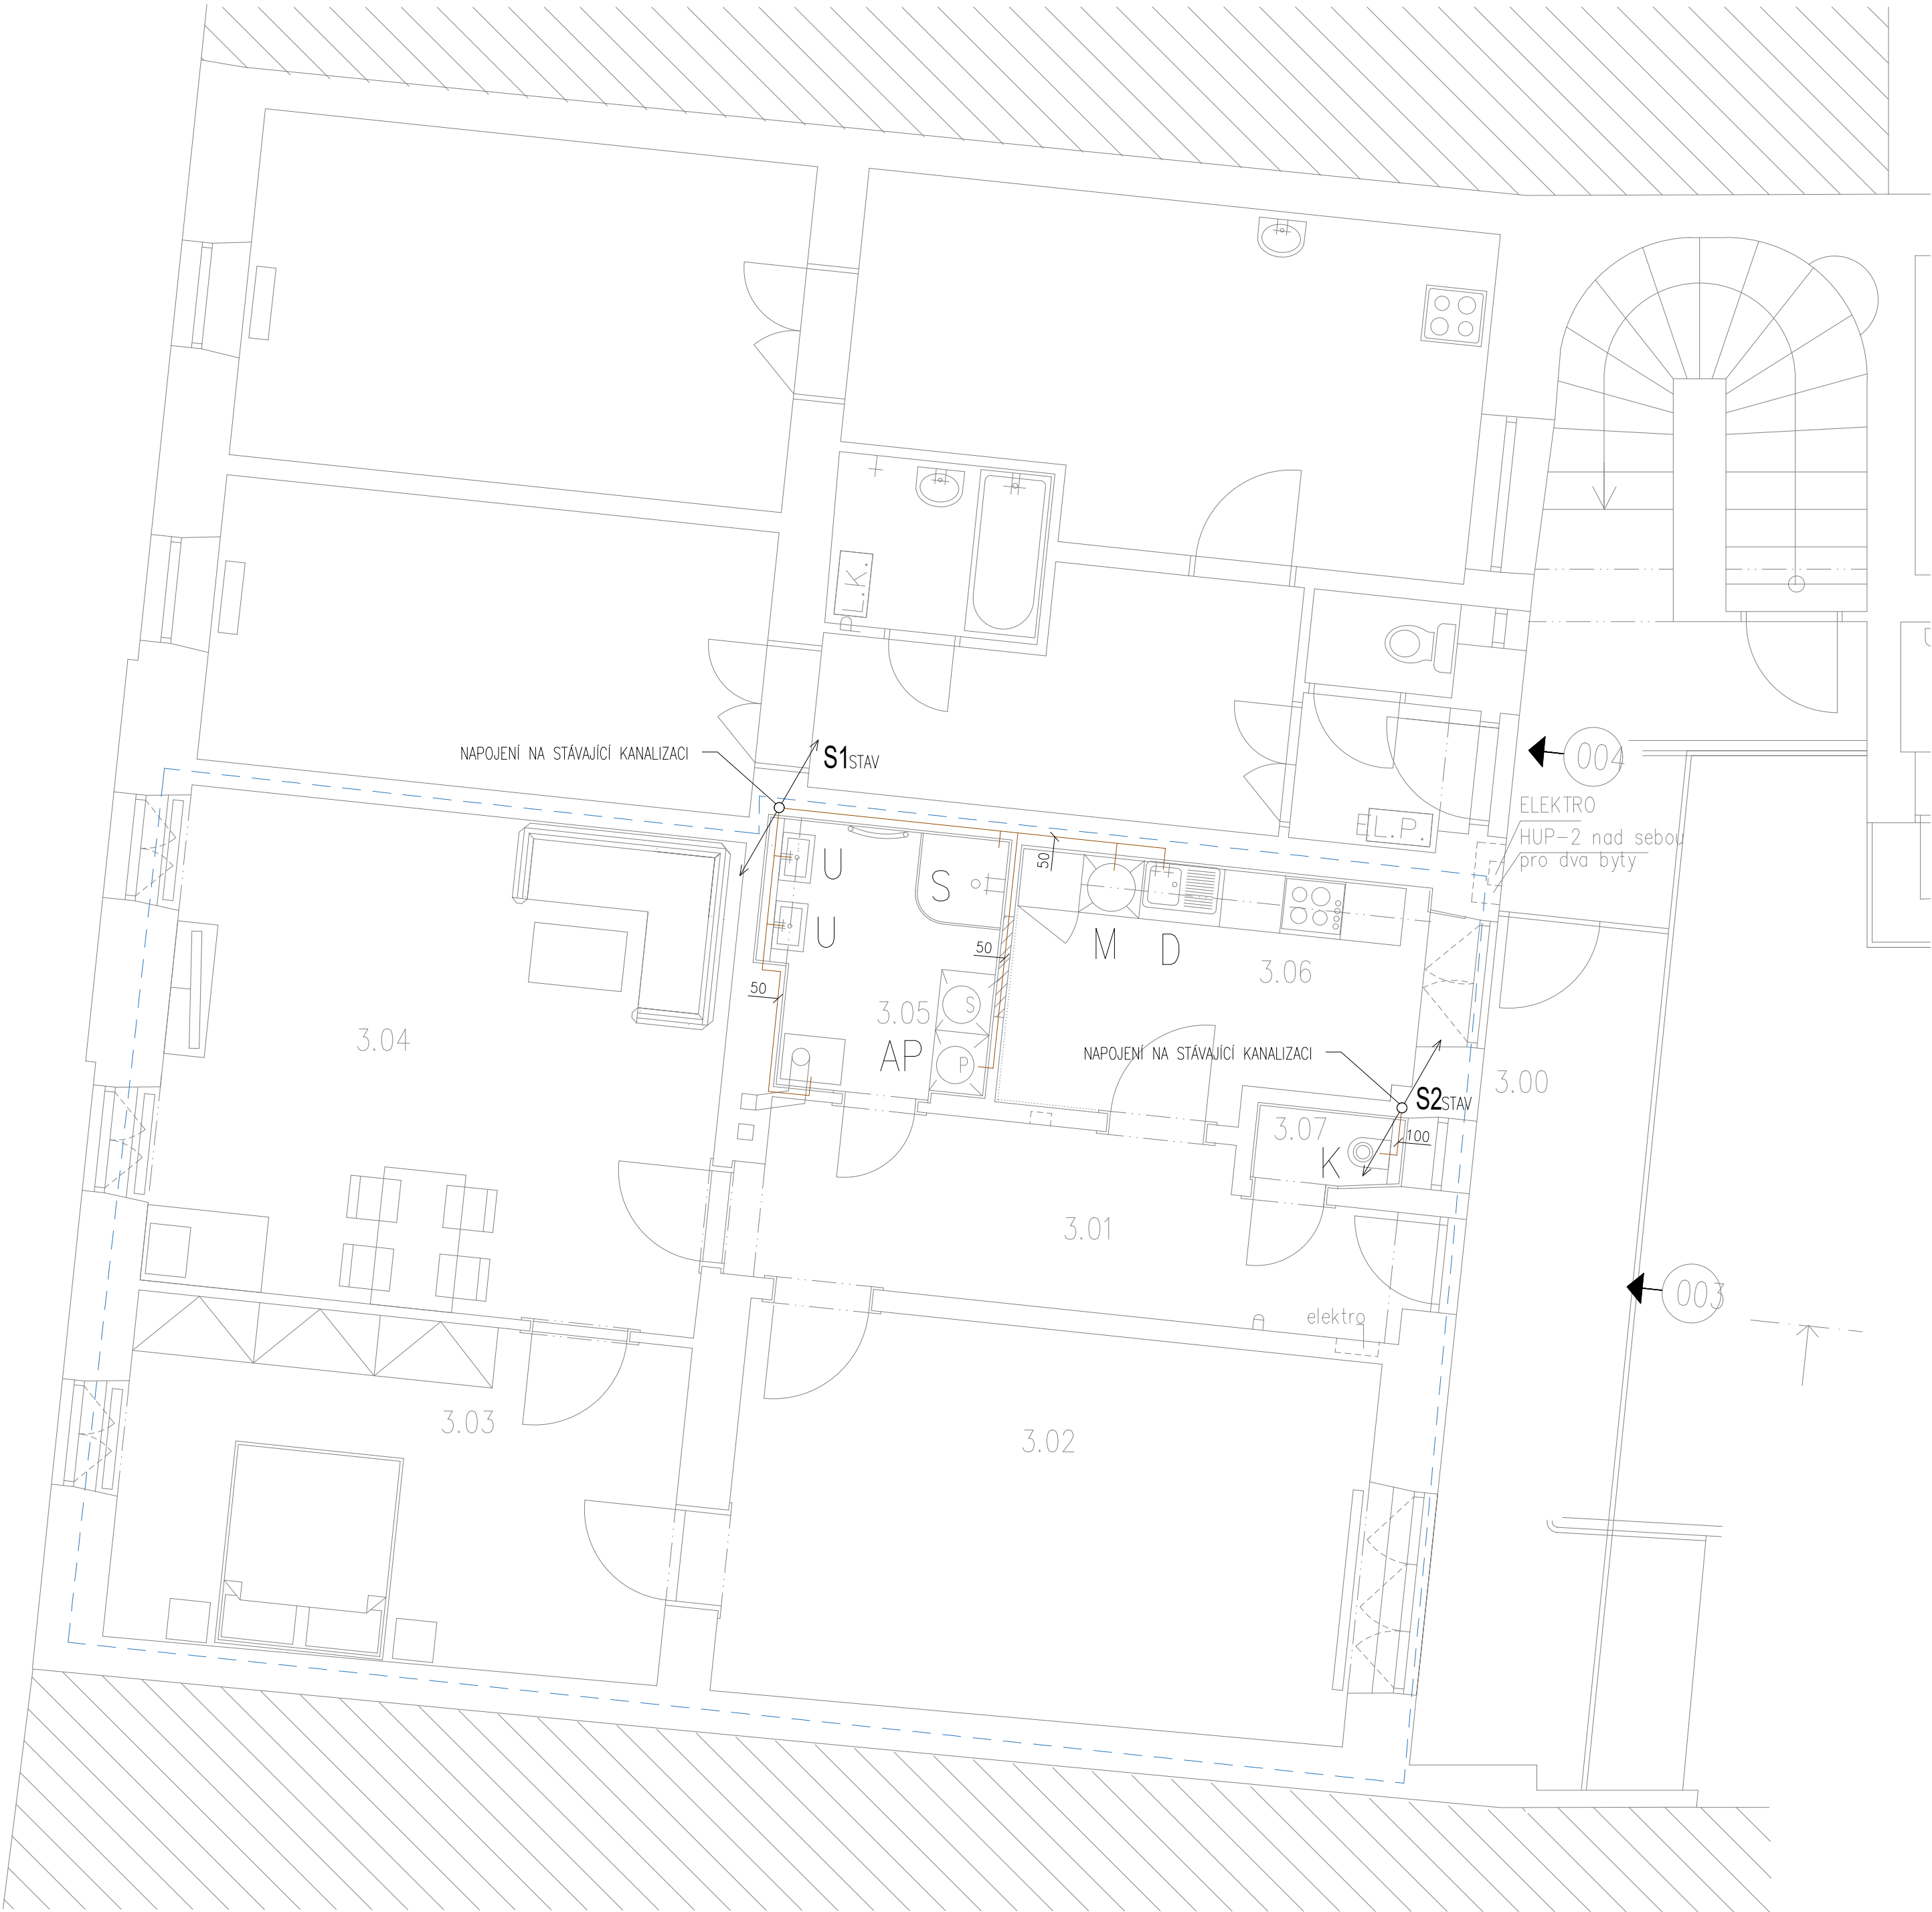 P.K.
NAPOJENÍ NA STÁVAJÍCÍ KANALIZACI
S1STAV
004
L.P.
ELEKTRO
HUP-2 nad sebou
pro dva byty
U
S
50
U
M
D
50
3.06
50
3.05
S
3.04
AP
P
NAPOJENÍ NA STÁVAJÍCÍ KANALIZACI
3.00
S2STAV
3.07
100
K
3.01
003
elektro
3.03
3.02